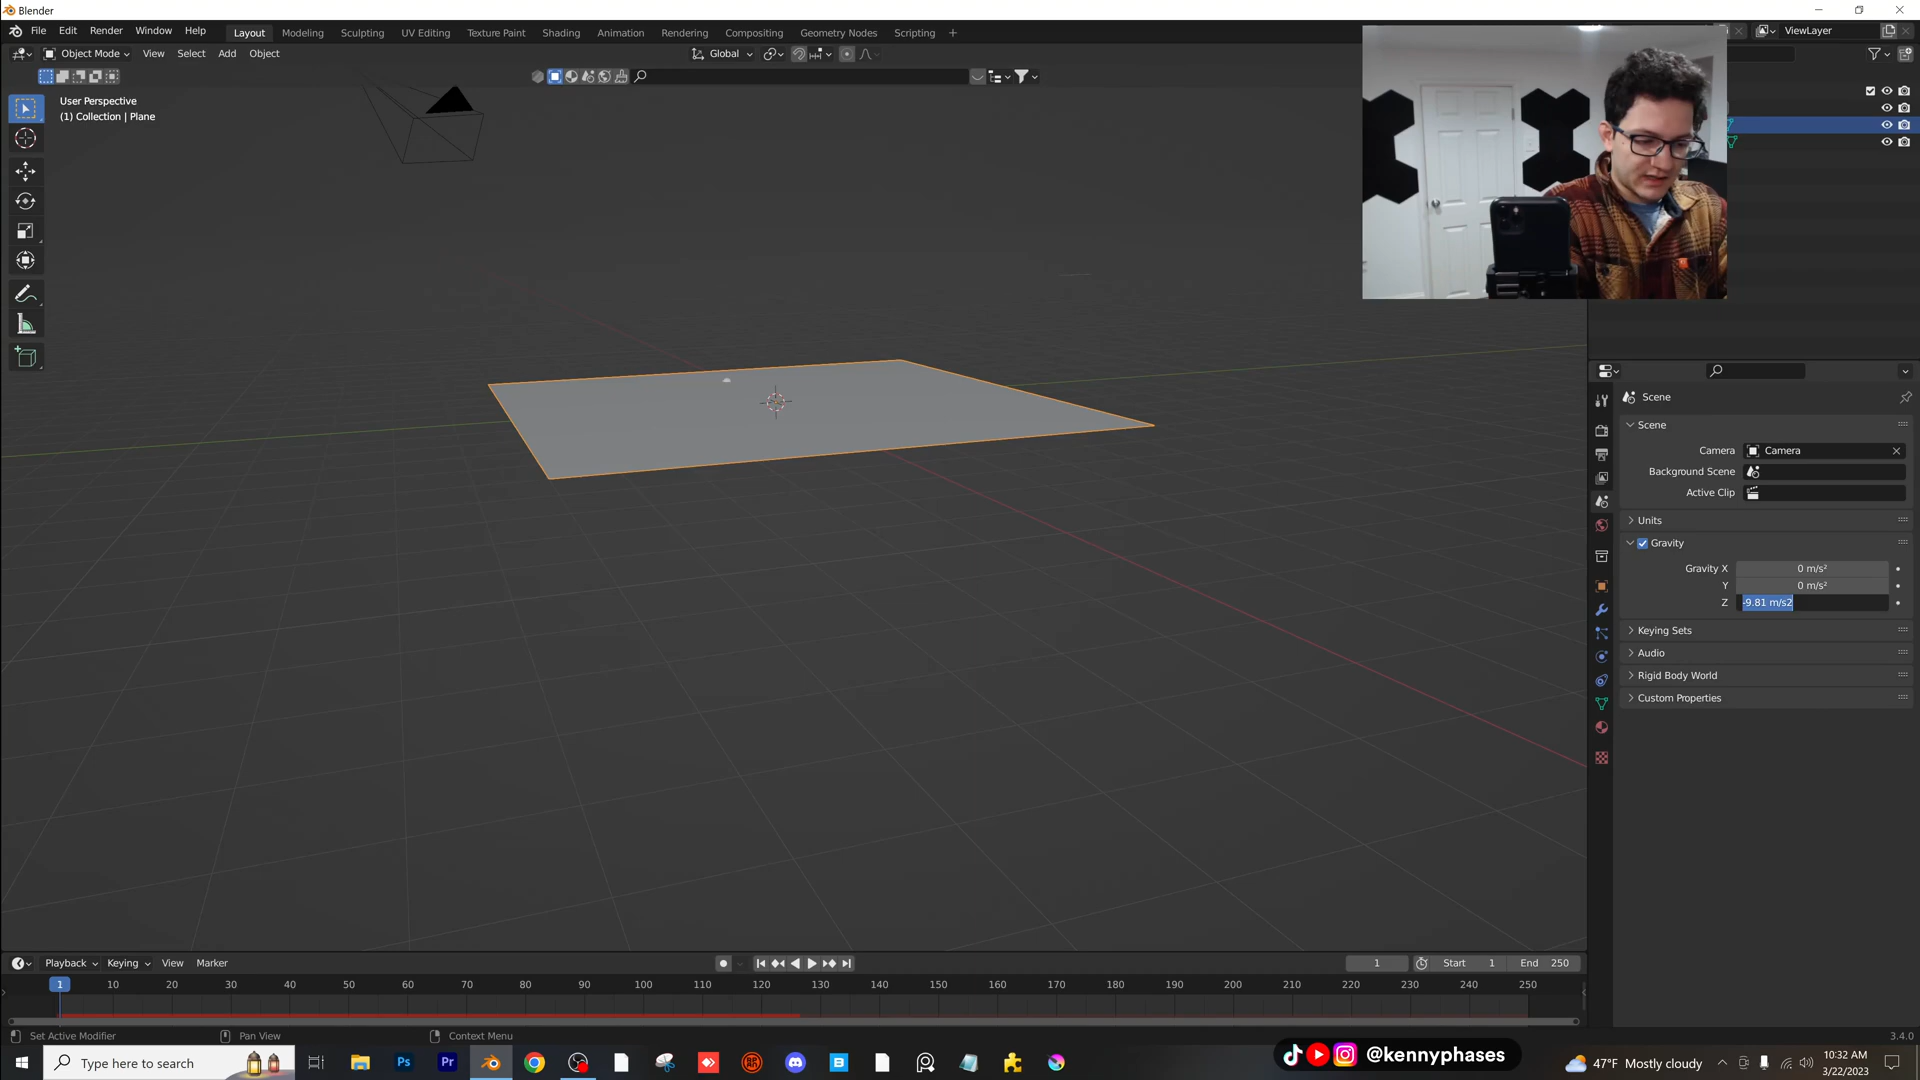 Blender
File Edit Render Window Help Layout Modeling Sculpting UV Editing Texture Paint Shading Animation Rendering Compositing Geometry Nodes Scripting ViewLayer
Object Mode View Select Add Object Global
User Perspective
(1) Collection | Plane
Scene
Scene
Camera Camera
Background Scene
Active Clip
Units
Gravity
Gravity X 0 m/s²
Y 0 m/s²
Z -9.81 m/s2
Keying Sets
Audio
Rigid Body World
Custom Properties
Playback Keying View Marker 1 Start 1 End 250
1 10 20 30 40 50 60 70 80 90 100 110 120 130 140 150 160 170 180 190 200 210 220 230 240 250
Set Active Modifier Pan View Context Menu 3.4.0
Type here to search Ps Pr @kennyphases 47°F Mostly cloudy 10:32 AM
3/22/2023